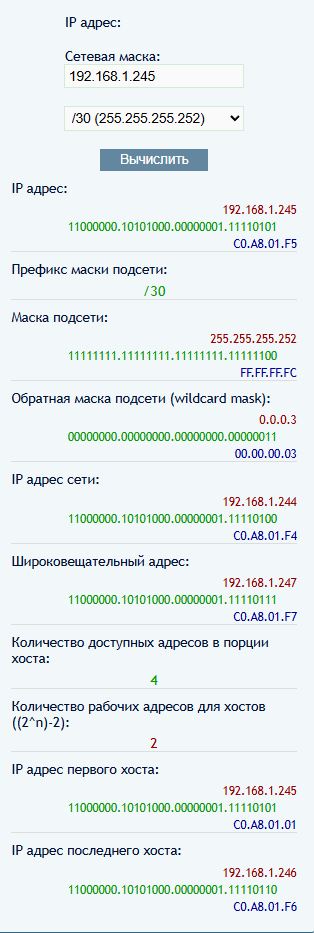 IP адрес:
Сетевая маска:
192.168.1.245
/30 (255.255.255.252)
Вычислить
IP адрес:
192.168.1.245
11000000.10101000.00000001.11110101
C0.A8.01.F5
Префикс маски подсети:
/30
Маска подсети:
255.255.255.252
11111111.11111111.11111111.11111100
FF.FF.FF.FC
Обратная маска подсети (wildcard mask):
0.0.0.3
00000000.00000000.00000000.00000011
00.00.00.03
IP адрес сети:
192.168.1.244
11000000.10101000.00000001.11110100
C0.A8.01.F4
Широковещательный адрес:
192.168.1.247
11000000.10101000.00000001.11110111
C0.A8.01.F7
Количество доступных адресов в порции
хоста:
4
Количество рабочих адресов для хостов
((2^n)-2):
2
IP адрес первого хоста:
192.168.1.245
11000000.10101000.00000001.11110101
C0.A8.01.01
IP адрес последнего хоста:
192.168.1.246
11000000.10101000.00000001.11110110
C0.A8.01.F6